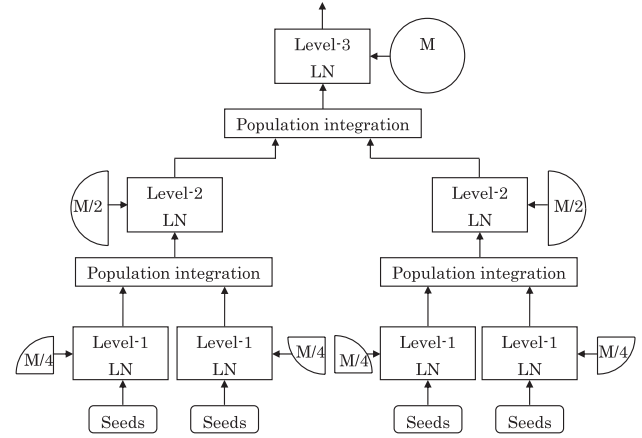 Level-3
LN
M
Population integration
M/2
Level-2
LN
Level-2
LN
M/2
Population integration
Population integration
M/4
Level-1
LN
Level-1
LN
M/4
M/4
Level-1
LN
Level-1
LN
M/4
Seeds
Seeds
Seeds
Seeds